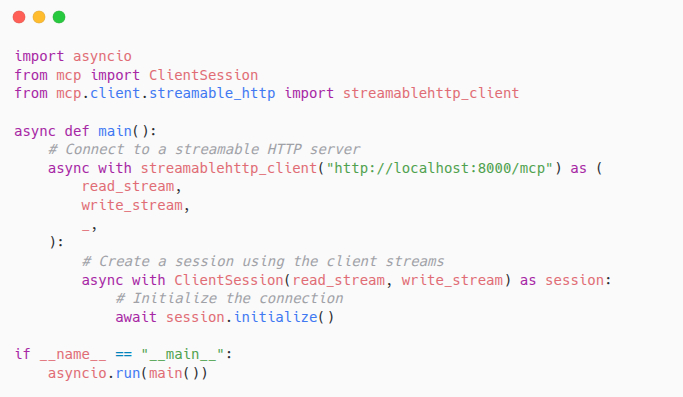 import asyncio
from mcp import ClientSession
from mcp.client.streamable_http import streamablehttp_client

async def main():
    # Connect to a streamable HTTP server
    async with streamablehttp_client("http://localhost:8000/mcp") as (
        read_stream,
        write_stream,
        _,
    ):
        # Create a session using the client streams
        async with ClientSession(read_stream, write_stream) as session:
            # Initialize the connection
            await session.initialize()

if __name__ == "__main__":
    asyncio.run(main())